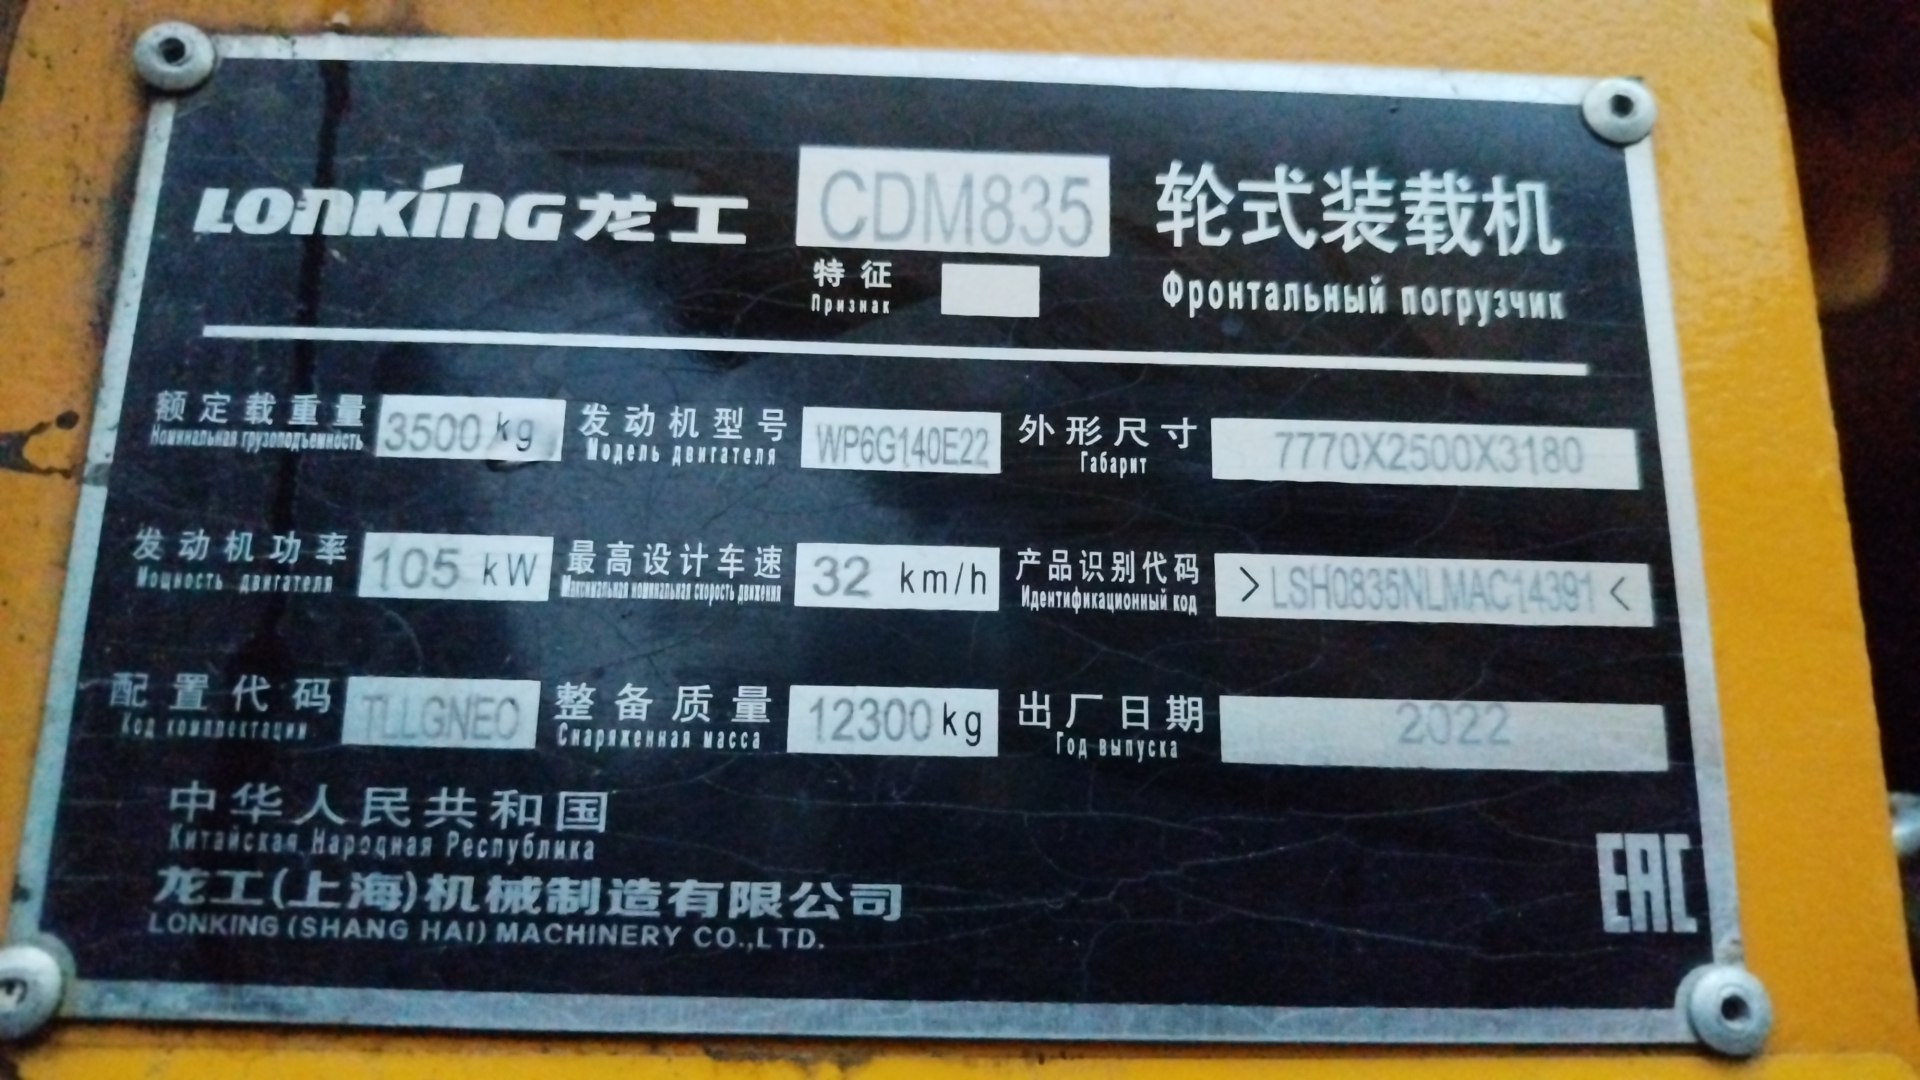 LONKING 龙工 CDM835 轮式装载机
特征
Признак
Фронтальный погрузчик
额定载重量 3500 kg 发动机型号 WP6G140E22 外形尺寸 7770X2500X3180
Номинальная грузоподъемность Модель двигателя Габарит
发动机功率 105 kW 最高设计车速 32 km/h 产品识别代码 >LSH0835NLMAC14391<
Мощность двигателя Максимальная номинальная скорость движения Идентификационный код
配置代码 TLLGNEO 整备质量 12300 kg 出厂日期 2022
Код комплектации Снаряженная масса Год выпуска
中华人民共和国
Китайская Народная Республика
龙工(上海)机械制造有限公司
LONKING (SHANG HAI) MACHINERY CO.,LTD.
EAC